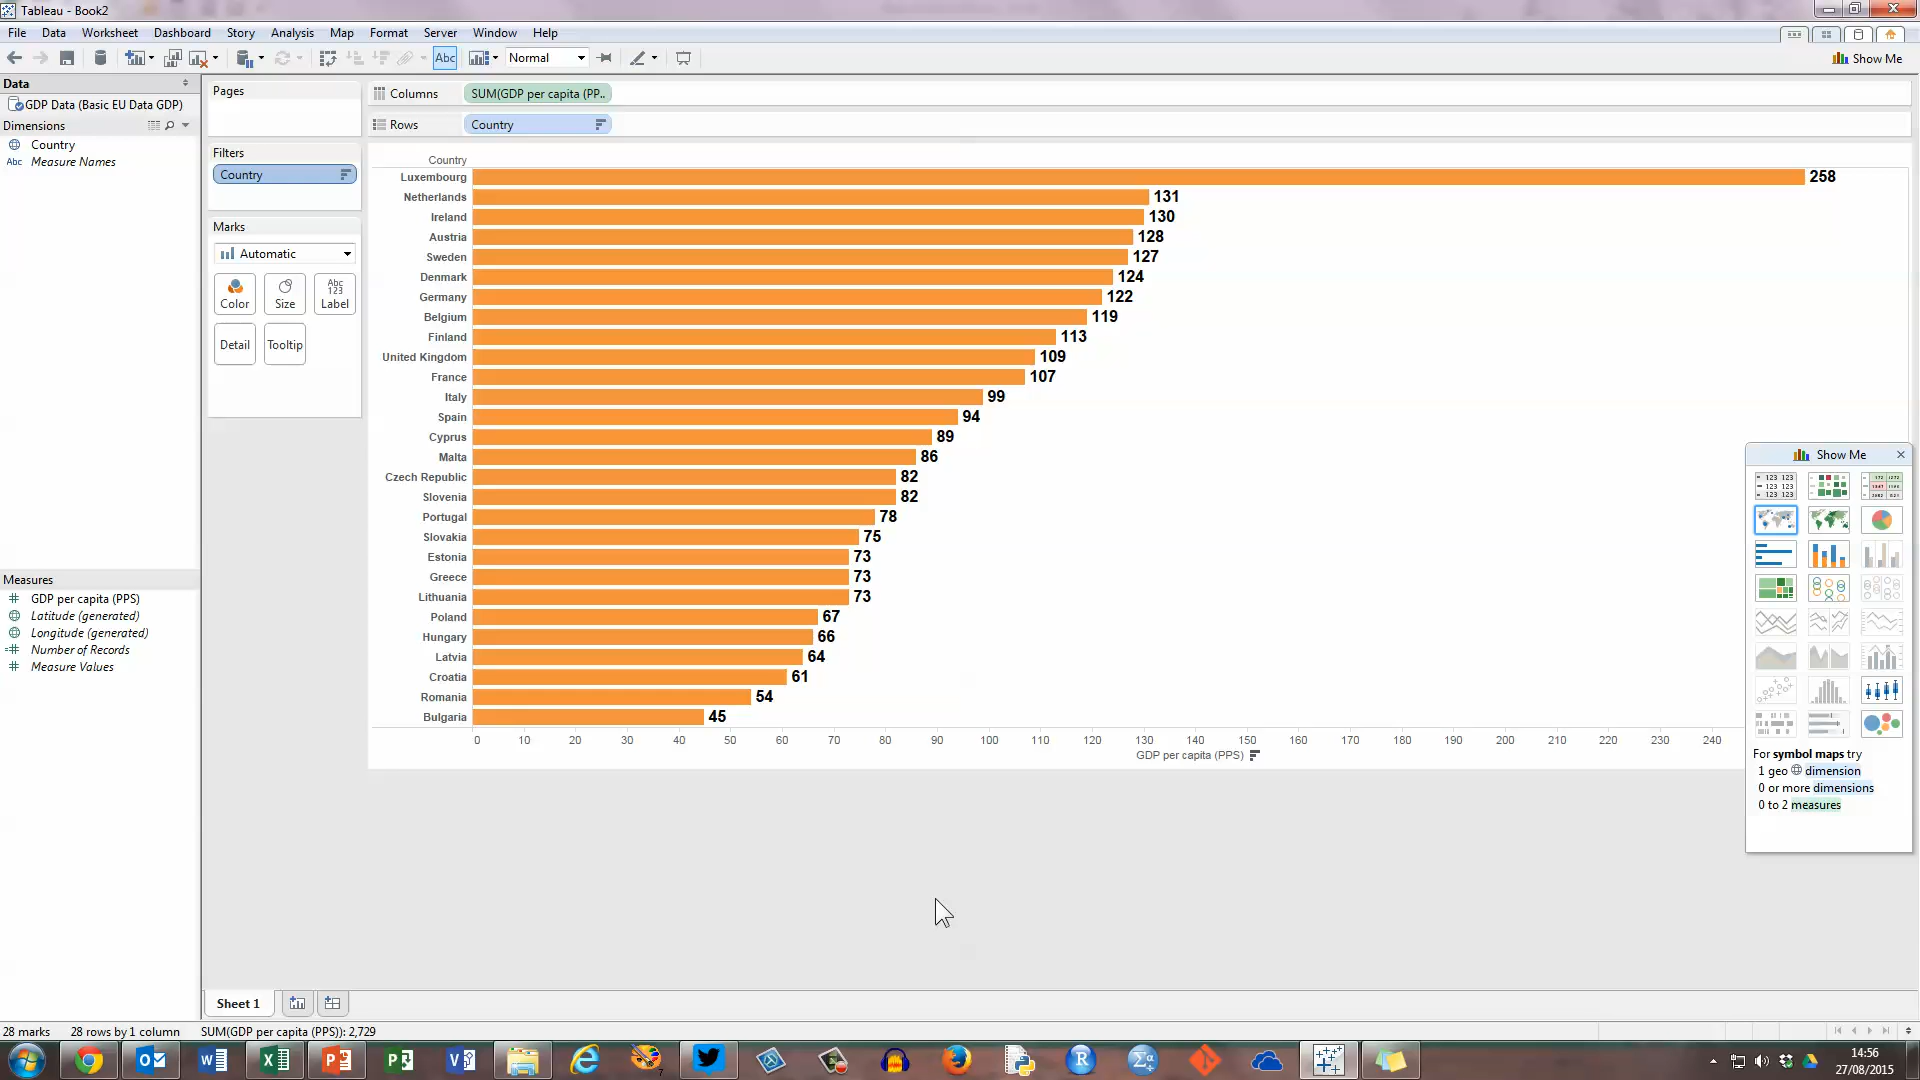 Tableau - Book2
File Data Worksheet Dashboard Story Analysis Map Format Server Window Help
Abc Normal Show Me
Data
GDP Data (Basic EU Data GDP)
Dimensions
Country
Abc Measure Names
Measures
GDP per capita (PPS)
Latitude (generated)
Longitude (generated)
Number of Records
Measure Values
Pages
Filters
Country
Marks
Automatic
Color Size Abc 123 Label
Detail Tooltip
Columns SUM(GDP per capita (PP..
Rows Country
Country
Luxembourg 258
Netherlands 131
Ireland 130
Austria 128
Sweden 127
Denmark 124
Germany 122
Belgium 119
Finland 113
United Kingdom 109
France 107
Italy 99
Spain 94
Cyprus 89
Malta 86
Czech Republic 82
Slovenia 82
Portugal 78
Slovakia 75
Estonia 73
Greece 73
Lithuania 73
Poland 67
Hungary 66
Latvia 64
Croatia 61
Romania 54
Bulgaria 45
0 10 20 30 40 50 60 70 80 90 100 110 120 130 140 150 160 170 180 190 200 210 220 230 240
GDP per capita (PPS)
Show Me
For symbol maps try
1 geo dimension
0 or more dimensions
0 to 2 measures
Sheet 1
28 marks 28 rows by 1 column SUM(GDP per capita (PPS)): 2,729
14:56
27/08/2015